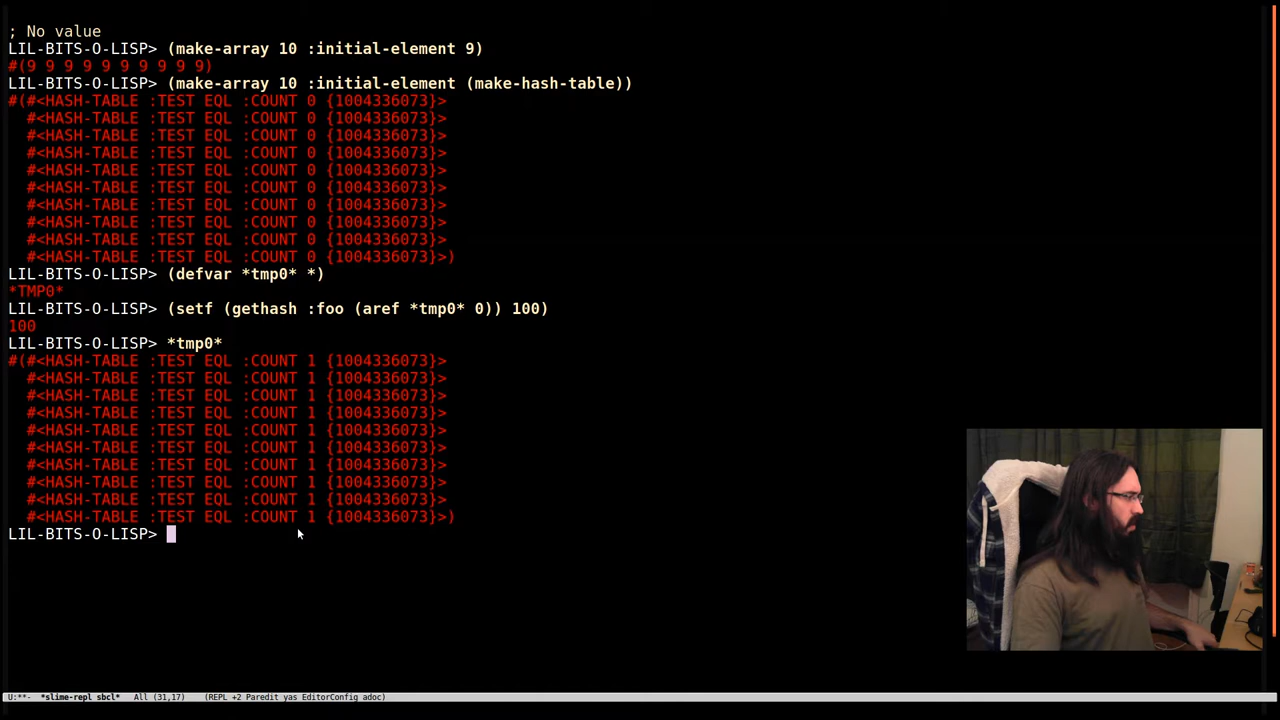 ; No value
LIL-BITS-O-LISP> (make-array 10 :initial-element 9)
#(9 9 9 9 9 9 9 9 9 9)
LIL-BITS-O-LISP> (make-array 10 :initial-element (make-hash-table))
#(#<HASH-TABLE :TEST EQL :COUNT 0 {1004336073}>
  #<HASH-TABLE :TEST EQL :COUNT 0 {1004336073}>
  #<HASH-TABLE :TEST EQL :COUNT 0 {1004336073}>
  #<HASH-TABLE :TEST EQL :COUNT 0 {1004336073}>
  #<HASH-TABLE :TEST EQL :COUNT 0 {1004336073}>
  #<HASH-TABLE :TEST EQL :COUNT 0 {1004336073}>
  #<HASH-TABLE :TEST EQL :COUNT 0 {1004336073}>
  #<HASH-TABLE :TEST EQL :COUNT 0 {1004336073}>
  #<HASH-TABLE :TEST EQL :COUNT 0 {1004336073}>
  #<HASH-TABLE :TEST EQL :COUNT 0 {1004336073}>)
LIL-BITS-O-LISP> (defvar *tmp0* *)
*TMP0*
LIL-BITS-O-LISP> (setf (gethash :foo (aref *tmp0* 0)) 100)
100
LIL-BITS-O-LISP> *tmp0*
#(#<HASH-TABLE :TEST EQL :COUNT 1 {1004336073}>
  #<HASH-TABLE :TEST EQL :COUNT 1 {1004336073}>
  #<HASH-TABLE :TEST EQL :COUNT 1 {1004336073}>
  #<HASH-TABLE :TEST EQL :COUNT 1 {1004336073}>
  #<HASH-TABLE :TEST EQL :COUNT 1 {1004336073}>
  #<HASH-TABLE :TEST EQL :COUNT 1 {1004336073}>
  #<HASH-TABLE :TEST EQL :COUNT 1 {1004336073}>
  #<HASH-TABLE :TEST EQL :COUNT 1 {1004336073}>
  #<HASH-TABLE :TEST EQL :COUNT 1 {1004336073}>
  #<HASH-TABLE :TEST EQL :COUNT 1 {1004336073}>)
LIL-BITS-O-LISP>
U:**-  *slime-repl sbcl*   All (31,17)    (REPL +2 Paredit yas EditorConfig adoc)